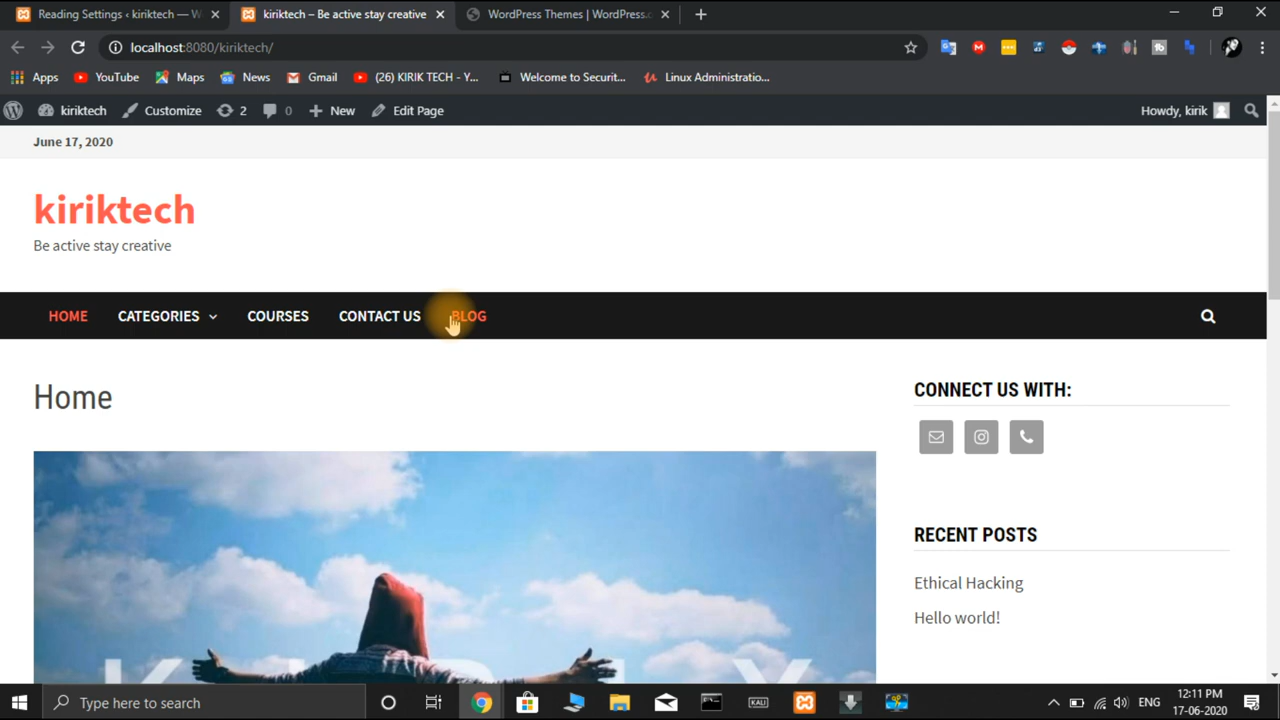 Reading Settings ‹ kiriktech — W
kiriktech – Be active stay creative
WordPress Themes | WordPress.o
localhost:8080/kiriktech/
Apps
YouTube
Maps
News
Gmail
(26) KIRIK TECH - Y...
Welcome to Securit...
Linux Administratio...
kiriktech
Customize
2
0
New
Edit Page
Howdy, kirik
June 17, 2020
kiriktech
Be active stay creative
HOME
CATEGORIES
COURSES
CONTACT US
BLOG
Home
CONNECT US WITH:
RECENT POSTS
Ethical Hacking
Hello world!
Type here to search
KALI
ENG
12:11 PM
17-06-2020